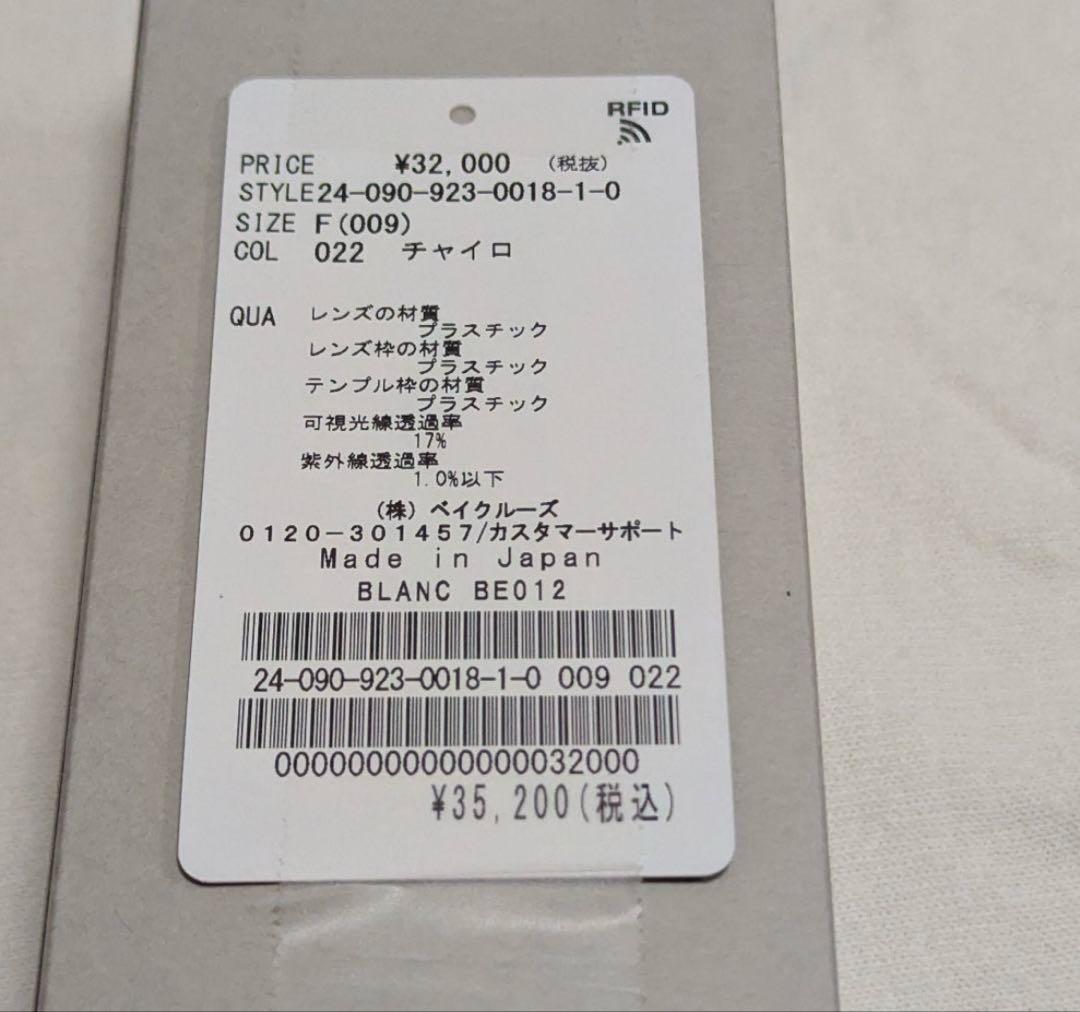 RFID
PRICE ¥32,000 (税抜)
STYLE24-090-923-0018-1-0
SIZE F(009)
COL 022 チャイロ
QUA レンズの材質
プラスチック
レンズ枠の材質
プラスチック
テンプル枠の材質
プラスチック
可視光線透過率
17%
紫外線透過率
1.0%以下
(株) ベイクルーズ
0120-301457/カスタマーサポート
Made in Japan
BLANC BE012
24-090-923-0018-1-0 009 022
00000000000000032000
¥35,200(税込)